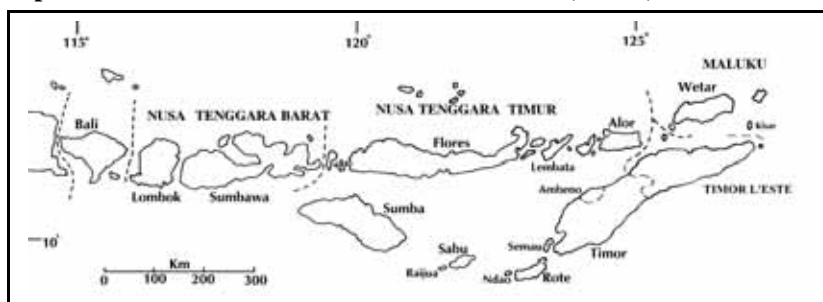 115°
120°
125°
MALUKU
Wetar
NUSA TENGGARA BARAT
NUSA TENGGARA TIMUR
Bali
Alor
Kisar
Flores
Lembata
Lombok
Sumbawa
Ambeno
TIMOR L'ESTE
Sumba
10°
Semau
Timor
Sabu
Raijua
Ndao
Rote
Km
0 100 200 300